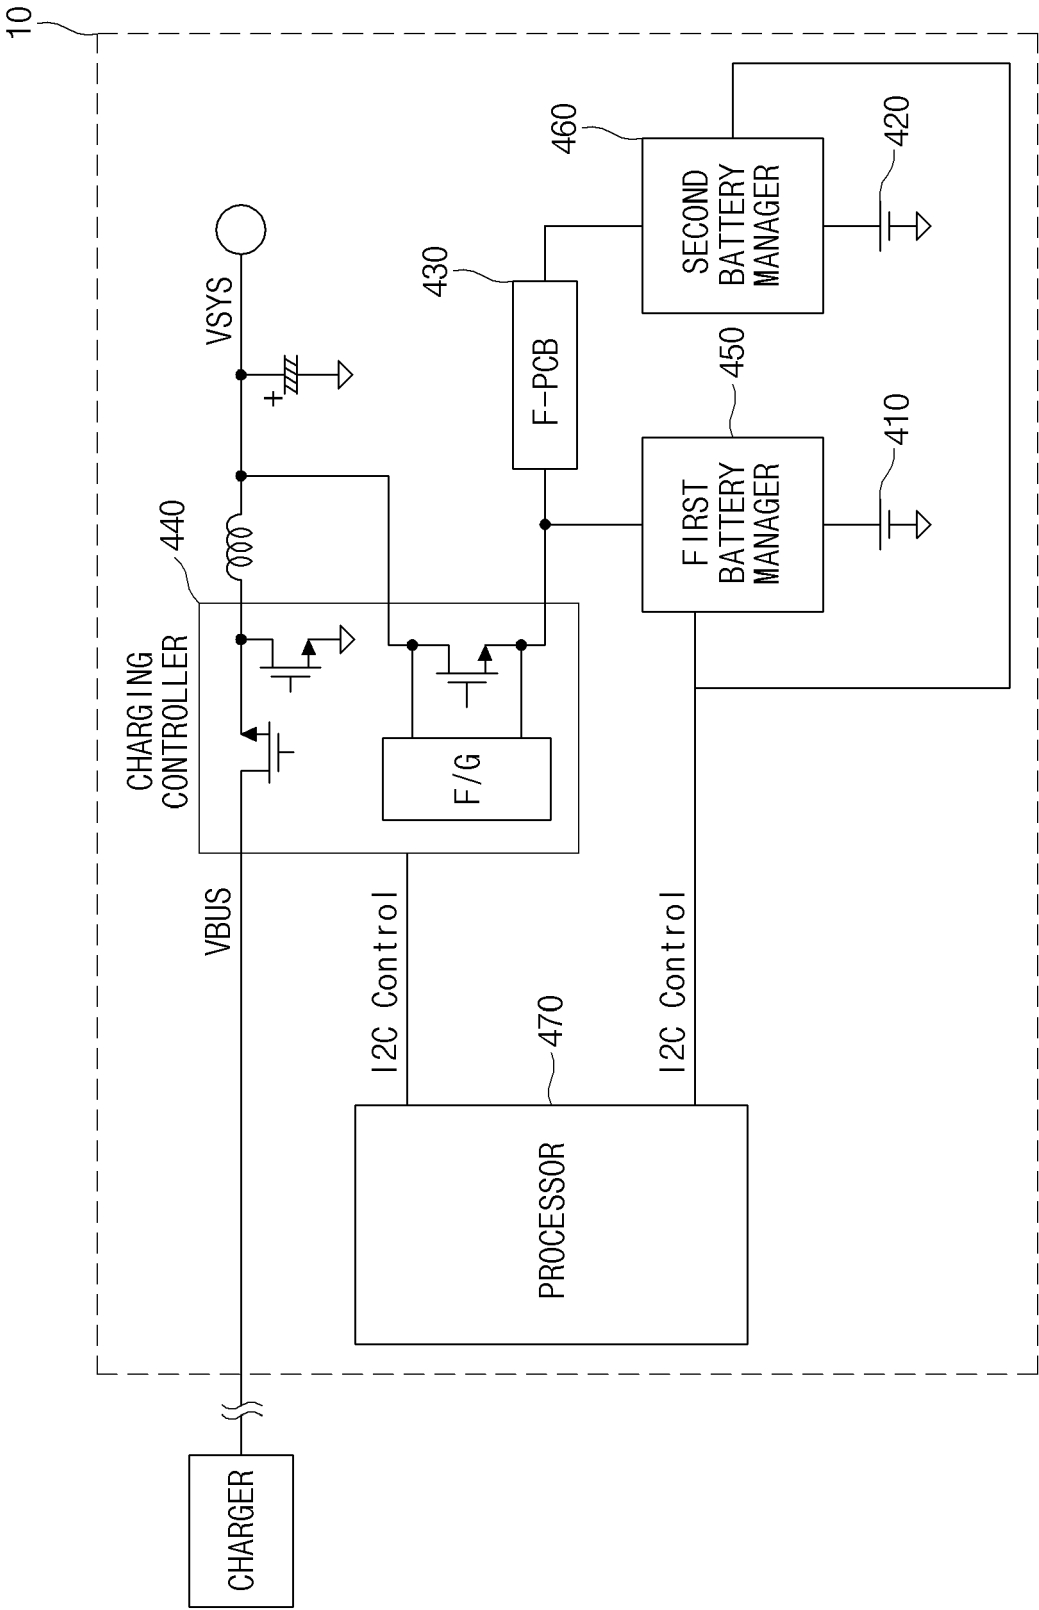 10
CHARGER
VBUS
CHARGING
CONTROLLER
440
VSYS
+
F/G
I2C Control
PROCESSOR
470
I2C Control
F-PCB
430
FIRST
BATTERY
MANAGER
450
410
SECOND
BATTERY
MANAGER
460
420